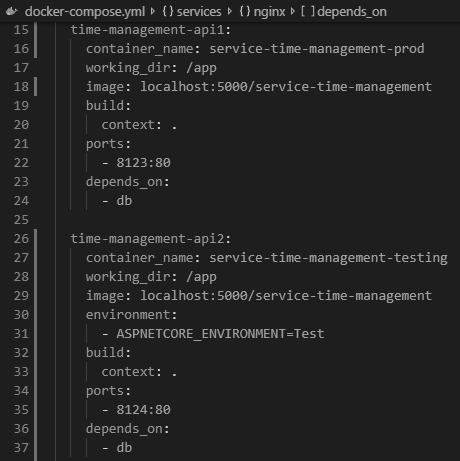 docker-compose.yml > {} services > {} nginx > [ ] depends_on
15 time-management-api1:
16 container_name: service-time-management-prod
17 working_dir: /app
18 image: localhost:5000/service-time-management
19 build:
20 context: .
21 ports:
22 - 8123:80
23 depends_on:
24 - db
25
26 time-management-api2:
27 container_name: service-time-management-testing
28 working_dir: /app
29 image: localhost:5000/service-time-management
30 environment:
31 - ASPNETCORE_ENVIRONMENT=Test
32 build:
33 context: .
34 ports:
35 - 8124:80
36 depends_on:
37 - db